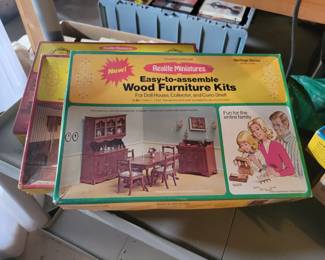 New!
Realife Miniatures
Easy-to-assemble
Wood Furniture Kits
For Doll House, Collector, and Curio Shelf
Fun for the
entire family